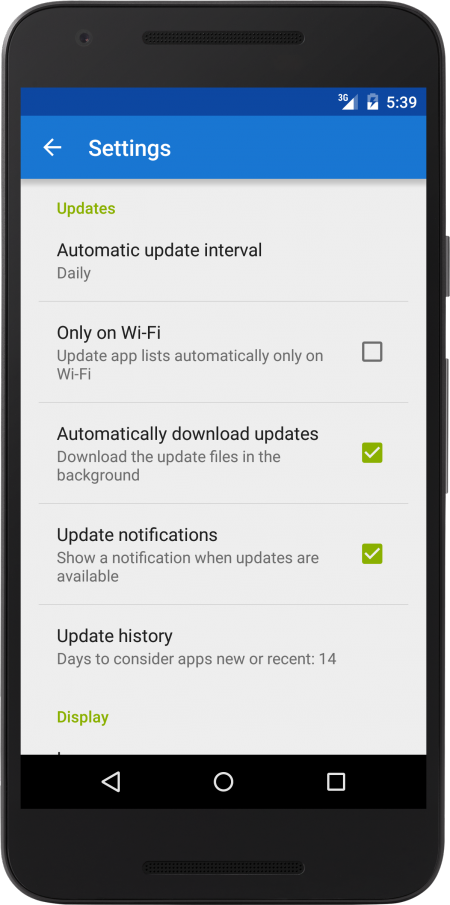 3G 5:39
Settings
Updates
Automatic update interval
Daily
Only on Wi-Fi
Update app lists automatically only on
Wi-Fi
Automatically download updates
Download the update files in the
background
Update notifications
Show a notification when updates are
available
Update history
Days to consider apps new or recent: 14
Display